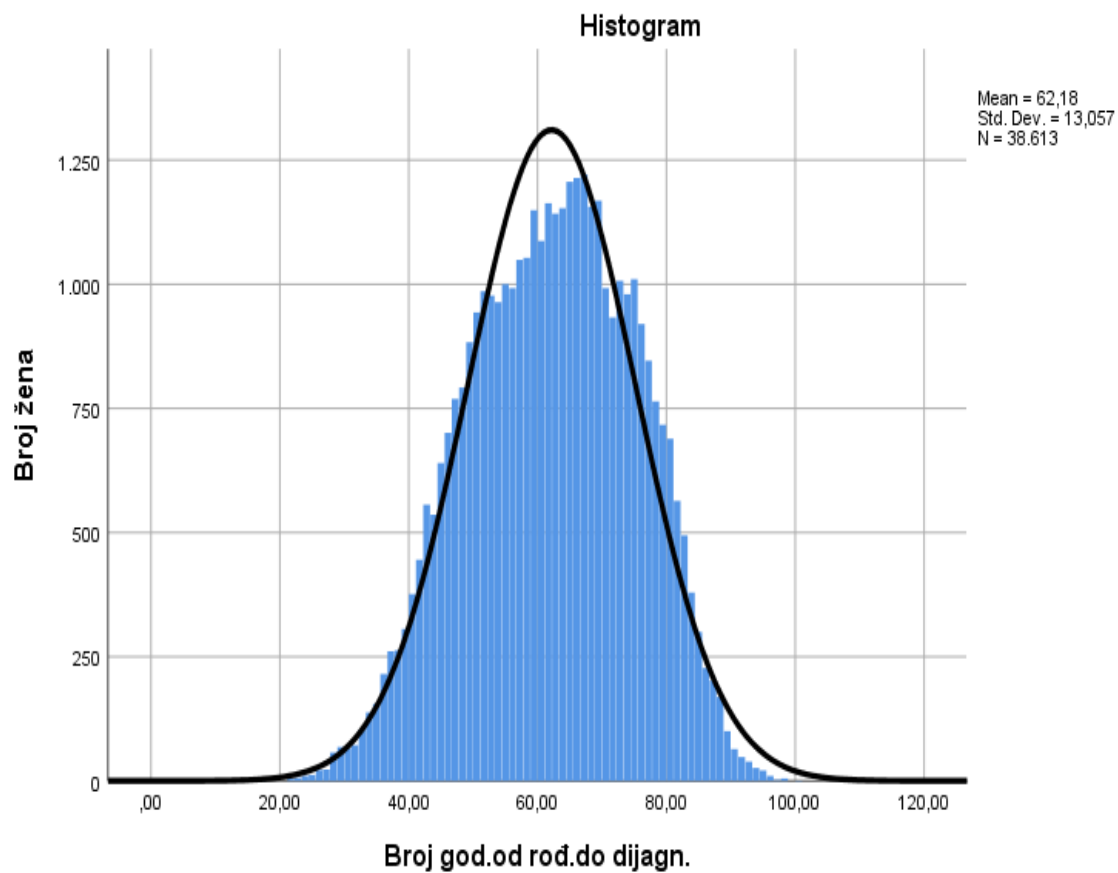 Histogram
Mean = 62,18
Std. Dev. = 13,057
N = 38.613
Broj žena
1.250
1.000
750
500
250
0
,00 20,00 40,00 60,00 80,00 100,00 120,00
Broj god.od rođ.do dijagn.